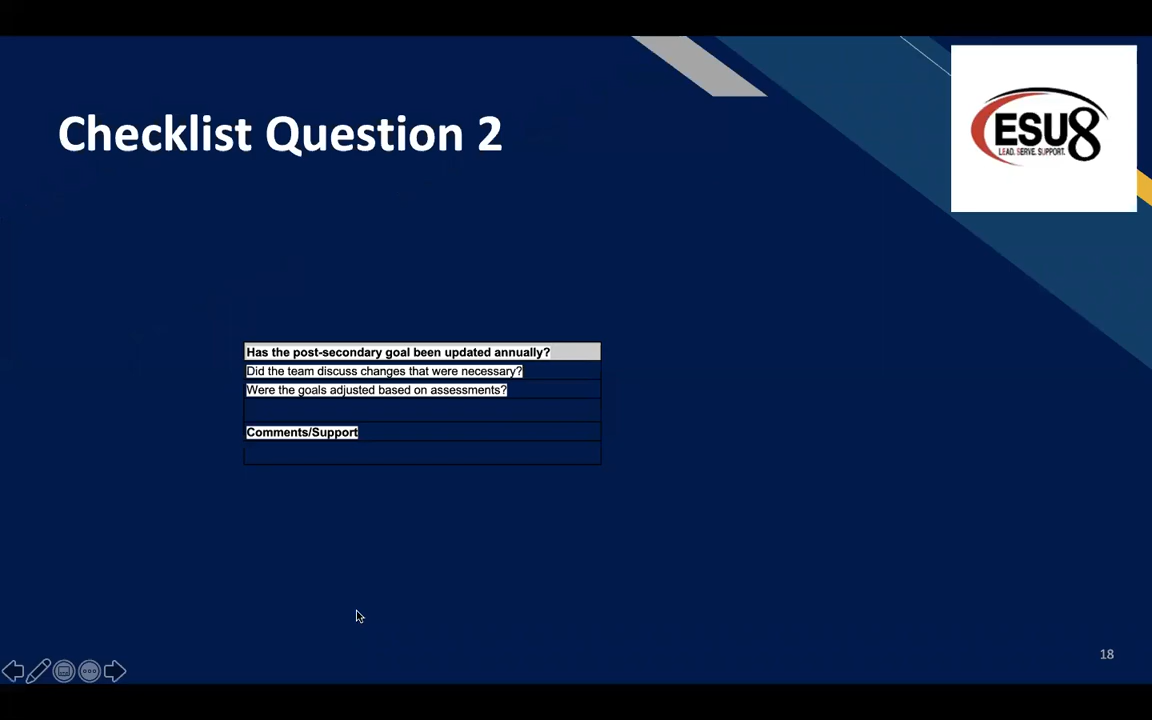 Checklist Question 2
ESU8
LEAD. SERVE. SUPPORT.
Has the post-secondary goal been updated annually?
Did the team discuss changes that were necessary?
Were the goals adjusted based on assessments?
Comments/Support
18